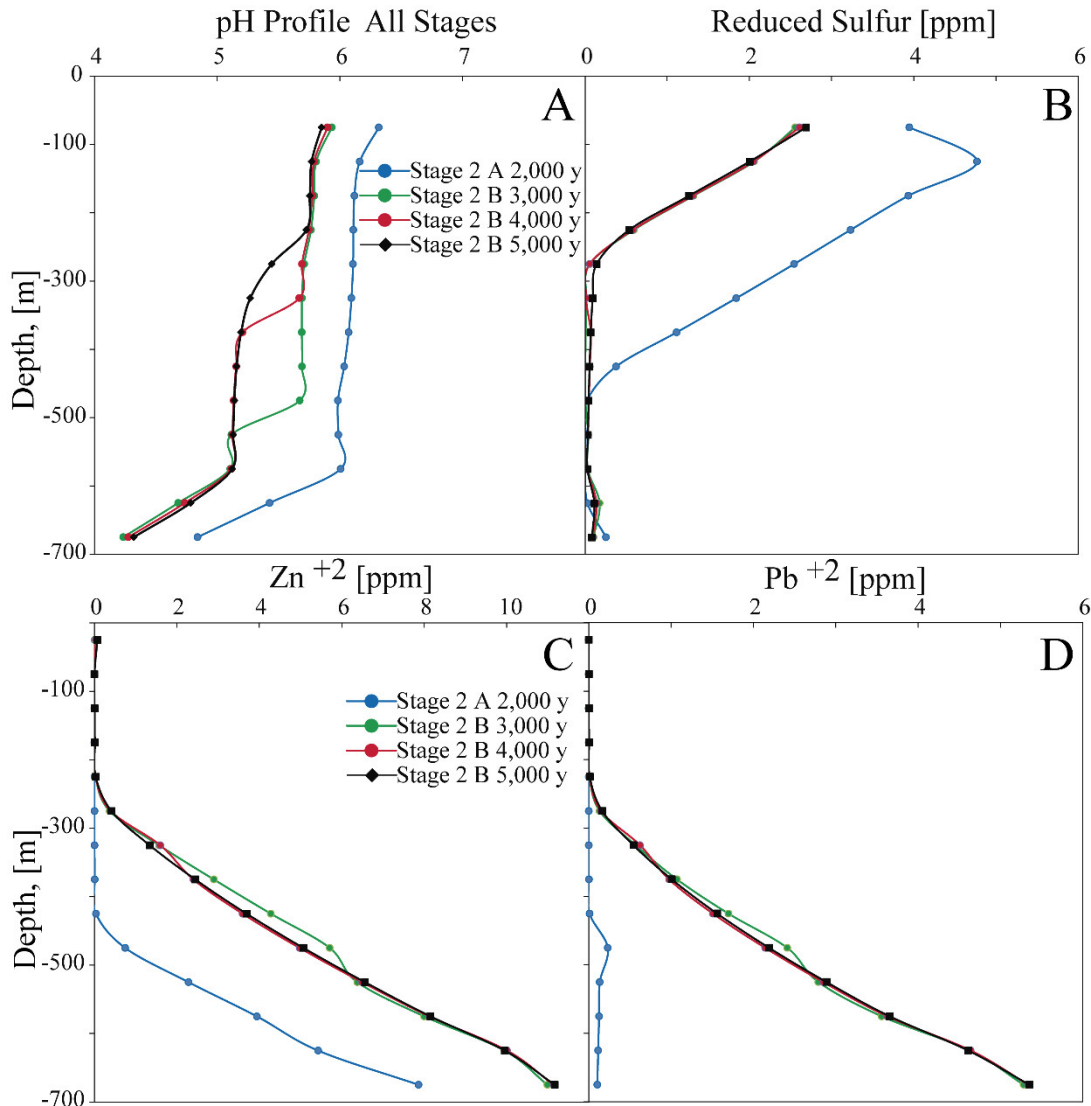 pH Profile All Stages
4 5 6 7
0
-100
-300
-500
-700
Depth, [m]
A
Stage 2 A 2,000 y
Stage 2 B 3,000 y
Stage 2 B 4,000 y
Stage 2 B 5,000 y
Reduced Sulfur [ppm]
0 2 4 6
B
Zn +2 [ppm]
0 2 4 6 8 10
-100
-300
-500
-700
Depth, [m]
C
Stage 2 A 2,000 y
Stage 2 B 3,000 y
Stage 2 B 4,000 y
Stage 2 B 5,000 y
Pb +2 [ppm]
0 2 4 6
D